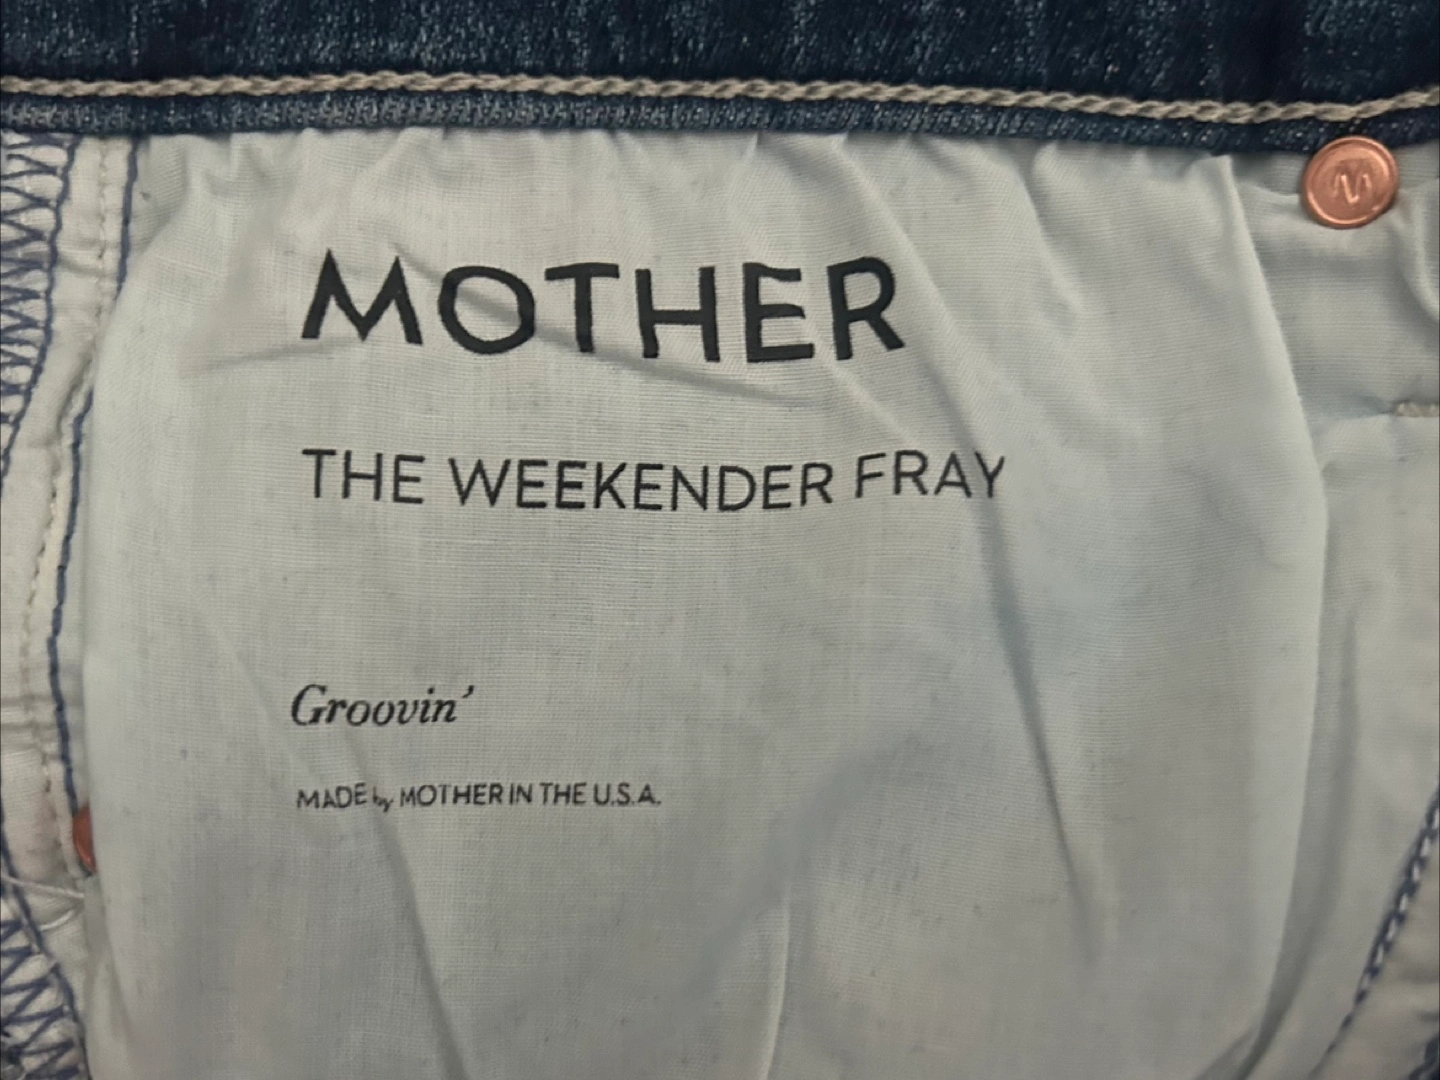 MOTHER
THE WEEKENDER FRAY
Groovin’
MADE by MOTHER IN THE U.S.A.
M